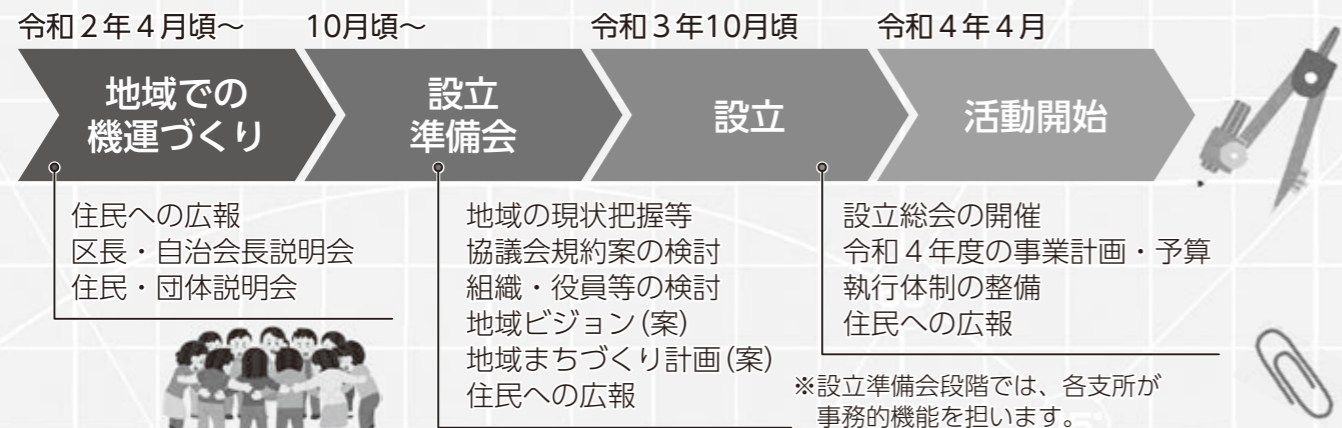 令和２年４月頃～
10月頃～
令和３年10月頃
令和４年４月
地域での
機運づくり
設立
準備会
設立
活動開始
住民への広報
区長・自治会長説明会
住民・団体説明会
地域の現状把握等
協議会規約案の検討
組織・役員等の検討
地域ビジョン(案)
地域まちづくり計画(案)
住民への広報
設立総会の開催
令和４年度の事業計画・予算
執行体制の整備
住民への広報
※設立準備会段階では、各支所が
事務的機能を担います。